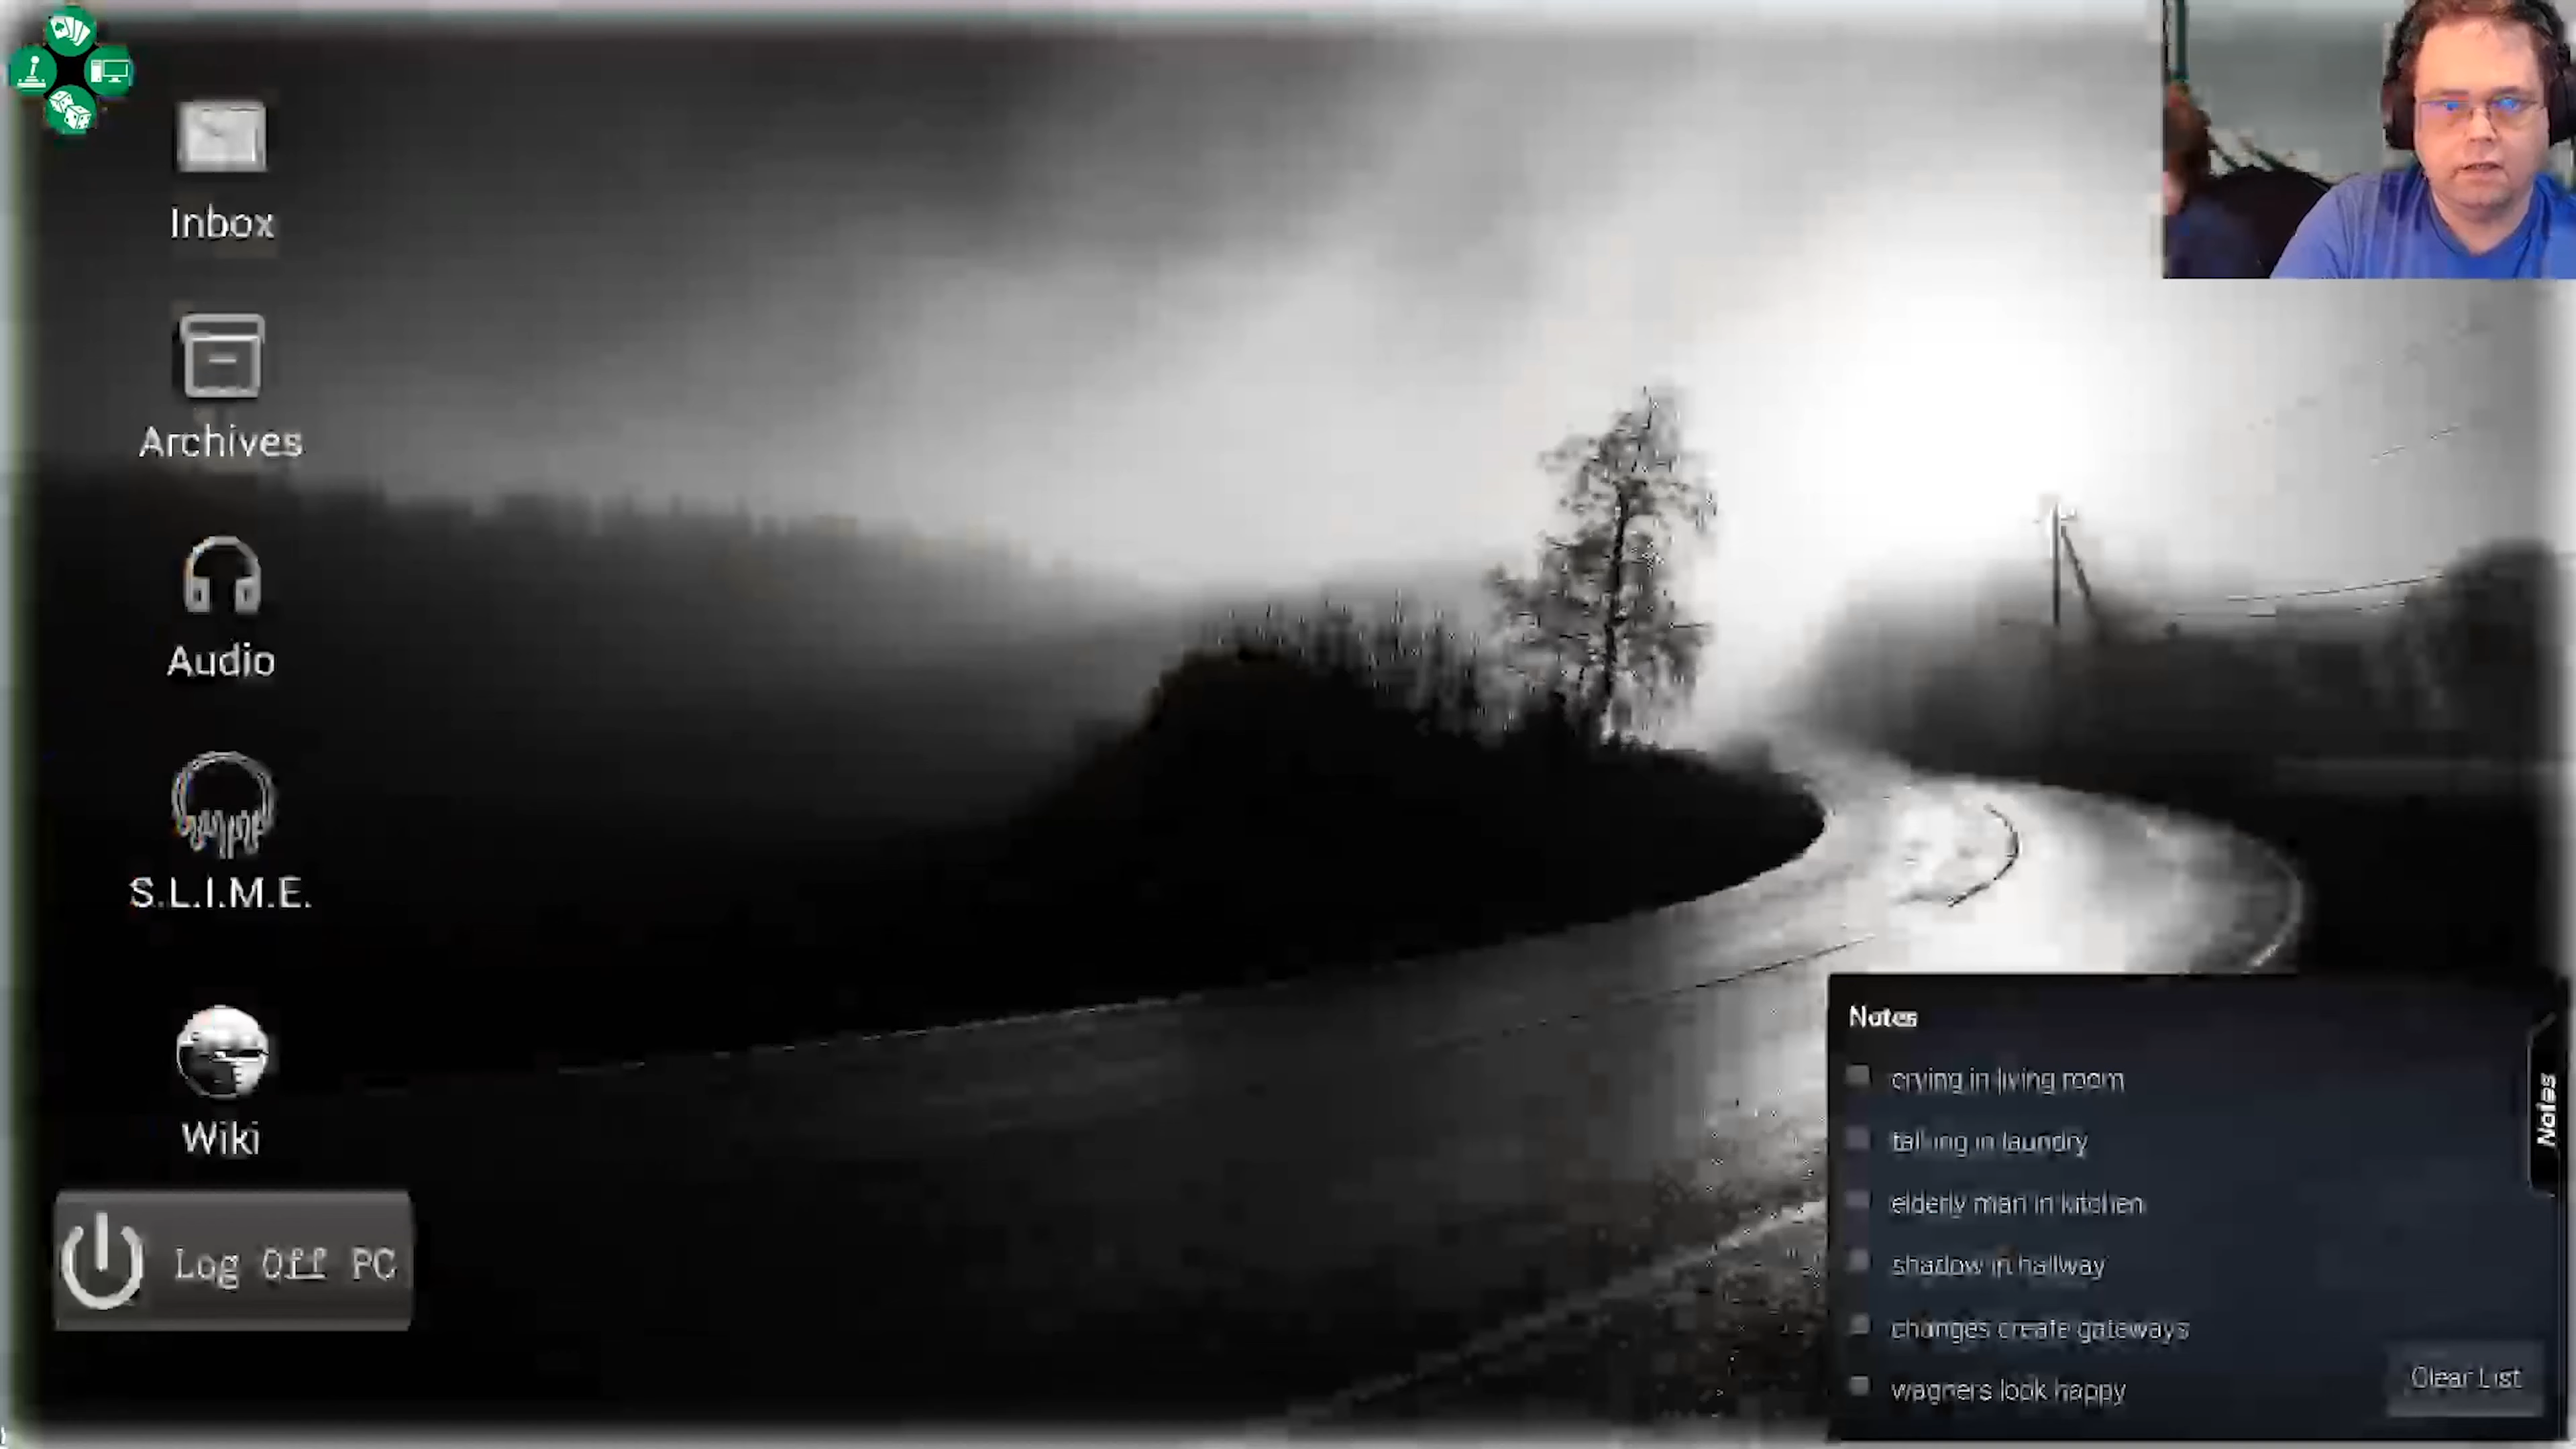 Inbox
Archives
Audio
S.L.I.M.E.
Wiki
Log Off PC
Notes
crying in living room
talking in laundry
elderly man in kitchen
shadow in hallway
changes create gateways
wagners look happy
Clear List
Notes